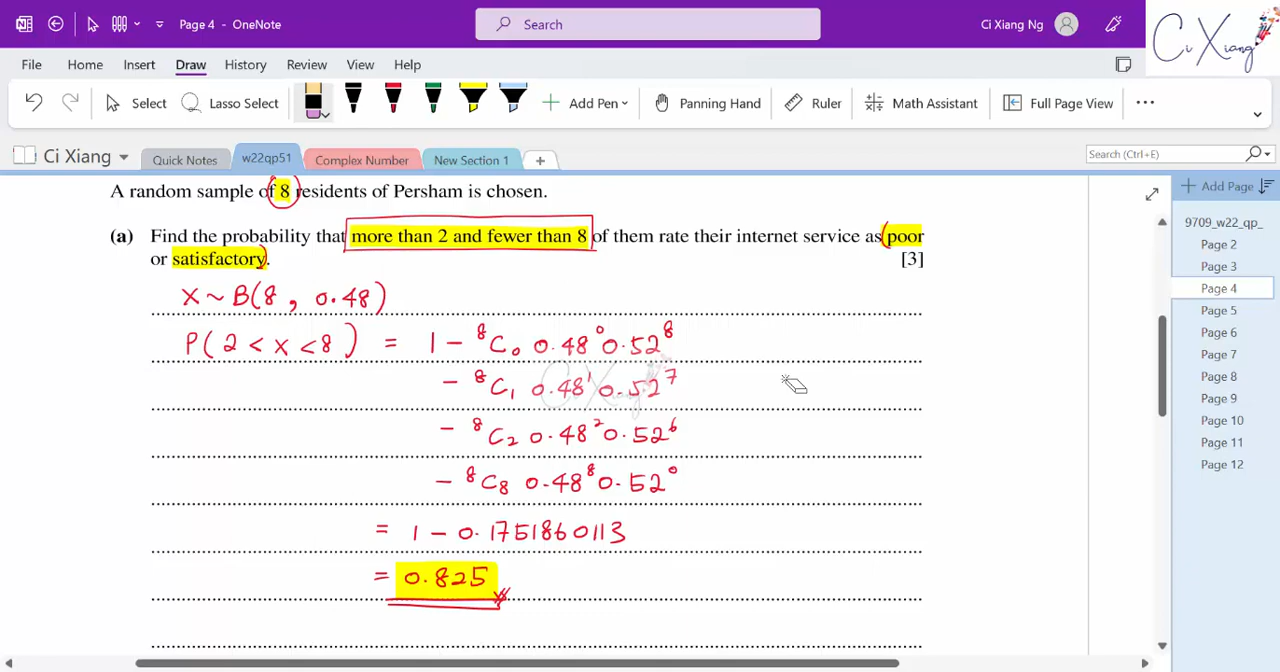 Page 4 - OneNote
Search
Ci Xiang Ng
Ci Xiang
File Home Insert Draw History Review View Help
Select Lasso Select Add Pen Panning Hand Ruler Math Assistant Full Page View ...
Ci Xiang Quick Notes w22qp51 Complex Number New Section 1 + Search (Ctrl+E)
Add Page
9709_w22_qp_
Page 2
Page 3
Page 4
Page 5
Page 6
Page 7
Page 8
Page 9
Page 10
Page 11
Page 12
A random sample of 8 residents of Persham is chosen.
(a) Find the probability that more than 2 and fewer than 8 of them rate their internet service as poor
or satisfactory. [3]
X ~ B(8, 0.48)
P(2 < x < 8) = 1 - ⁸C₀ 0.48⁰ 0.52⁸
- ⁸C₁ 0.48¹ 0.52⁷
- ⁸C₂ 0.48² 0.52⁶
- ⁸C₈ 0.48⁸ 0.52⁰
= 1 - 0.1751860113
= 0.825
Ci Xiang